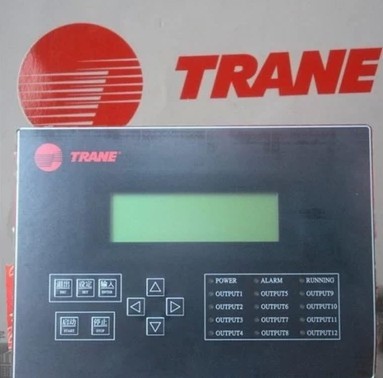 TRANE
TRANE
退出 设定 输入
ESC SET ENTER
启动 停止
START STOP
POWER ALARM RUNNING
OUTPUT1 OUTPUT5 OUTPUT9
OUTPUT2 OUTPUT6 OUTPUT10
OUTPUT3 OUTPUT7 OUTPUT11
OUTPUT4 OUTPUT8 OUTPUT12